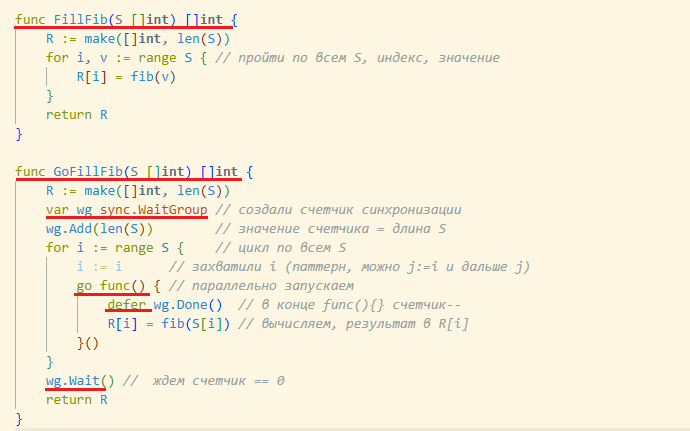 func FillFib(S []int) []int {
    R := make([]int, len(S))
    for i, v := range S { // пройти по всем S, индекс, значение
        R[i] = fib(v)
    }
    return R
}

func GoFillFib(S []int) []int {
    R := make([]int, len(S))
    var wg sync.WaitGroup // создали счетчик синхронизации
    wg.Add(len(S))        // значение счетчика = длина S
    for i := range S {    // цикл по всем S
        i := i      // захватили i (паттерн, можно j:=i и дальше j)
        go func() { // параллельно запускаем
            defer wg.Done()  // в конце func(){} счетчик--
            R[i] = fib(S[i]) // вычисляем, результат в R[i]
        }()
    }
    wg.Wait() //  ждем счетчик == 0
    return R
}